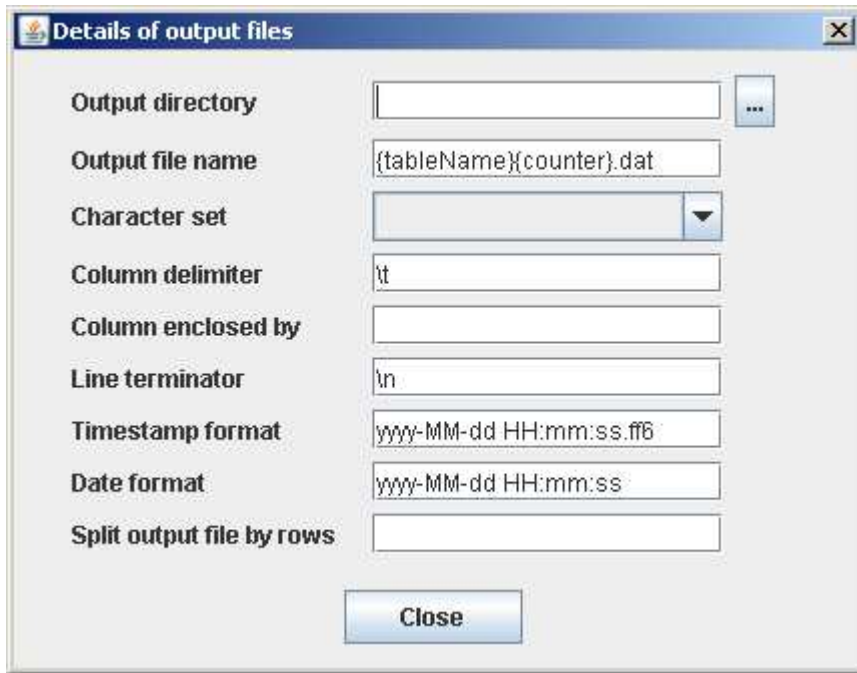 Details of output files
Output directory
...
Output file name {tableName}{counter}.dat
Character set
Column delimiter \t
Column enclosed by
Line terminator \n
Timestamp format yyyy-MM-dd HH:mm:ss.ff6
Date format yyyy-MM-dd HH:mm:ss
Split output file by rows
Close